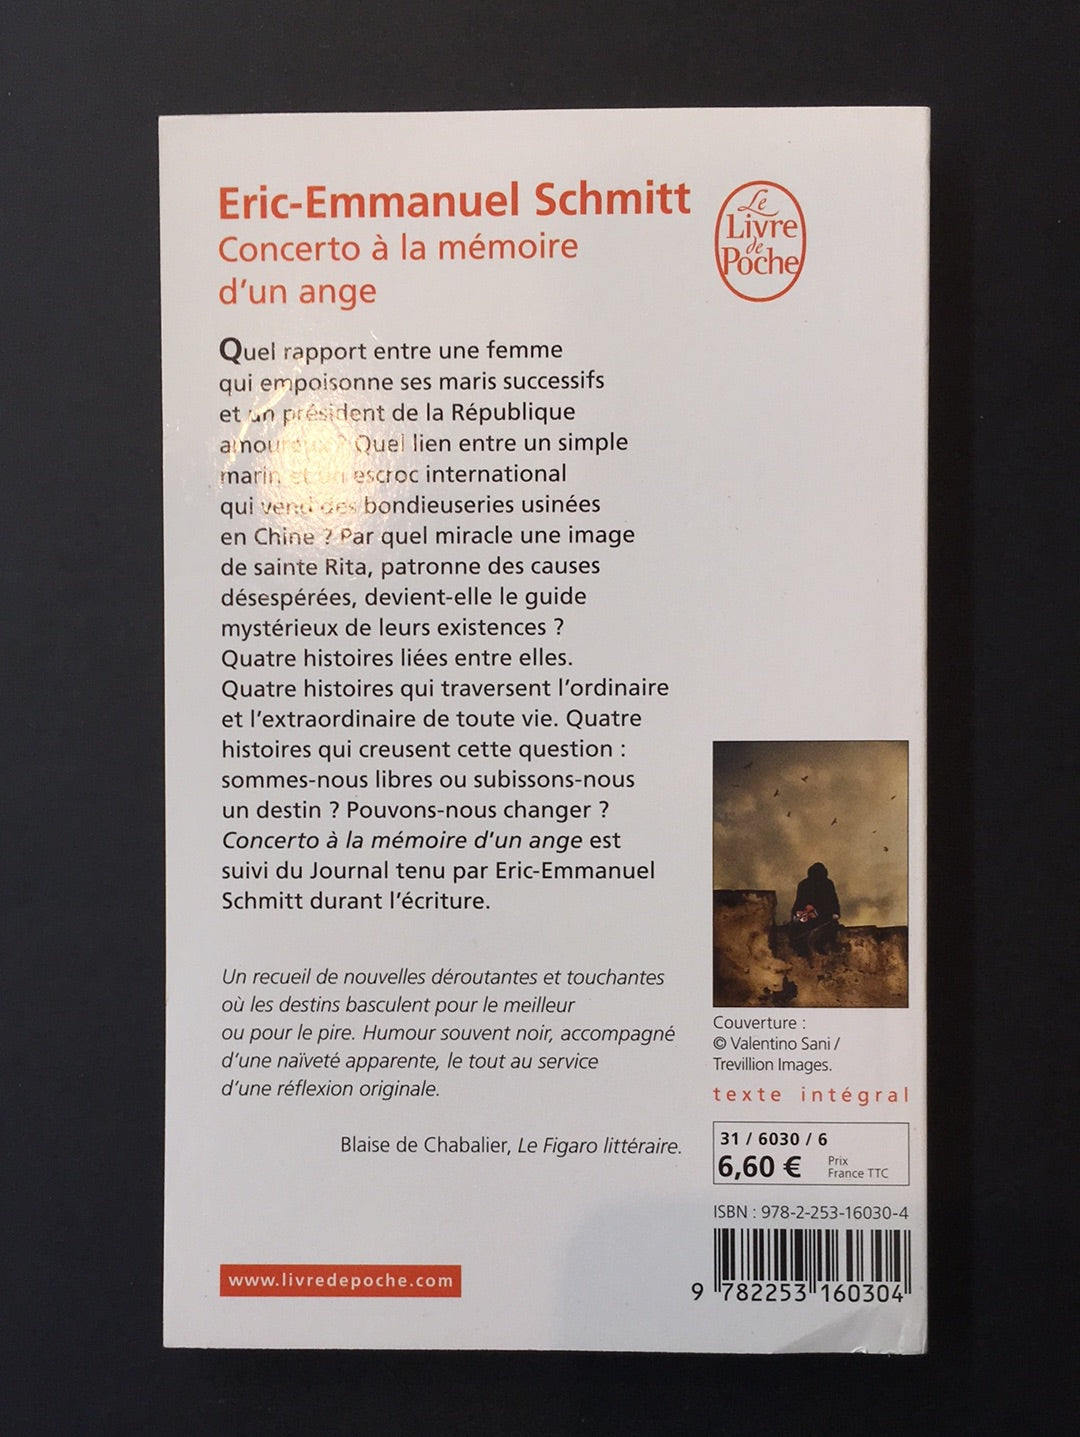 Eric-Emmanuel Schmitt
Concerto à la mémoire
d'un ange
Le
Livre
de
Poche
Quel rapport entre une femme
qui empoisonne ses maris successifs
et un président de la République
amoureux ? Quel lien entre un simple
marin et un escroc international
qui vend des bondieuseries usinées
en Chine ? Par quel miracle une image
de sainte Rita, patronne des causes
désespérées, devient-elle le guide
mystérieux de leurs existences ?
Quatre histoires liées entre elles.
Quatre histoires qui traversent l'ordinaire
et l'extraordinaire de toute vie. Quatre
histoires qui creusent cette question :
sommes-nous libres ou subissons-nous
un destin ? Pouvons-nous changer ?
Concerto à la mémoire d'un ange est
suivi du Journal tenu par Eric-Emmanuel
Schmitt durant l'écriture.
Un recueil de nouvelles déroutantes et touchantes
où les destins basculent pour le meilleur
ou pour le pire. Humour souvent noir, accompagné
d'une naïveté apparente, le tout au service
d'une réflexion originale.
Blaise de Chabalier, Le Figaro littéraire.
www.livredepoche.com
Couverture :
© Valentino Sani /
Trevillion Images.
texte intégral
31 / 6030 / 6
6,60 €
Prix
France TTC
ISBN : 978-2-253-16030-4
9 782253 160304